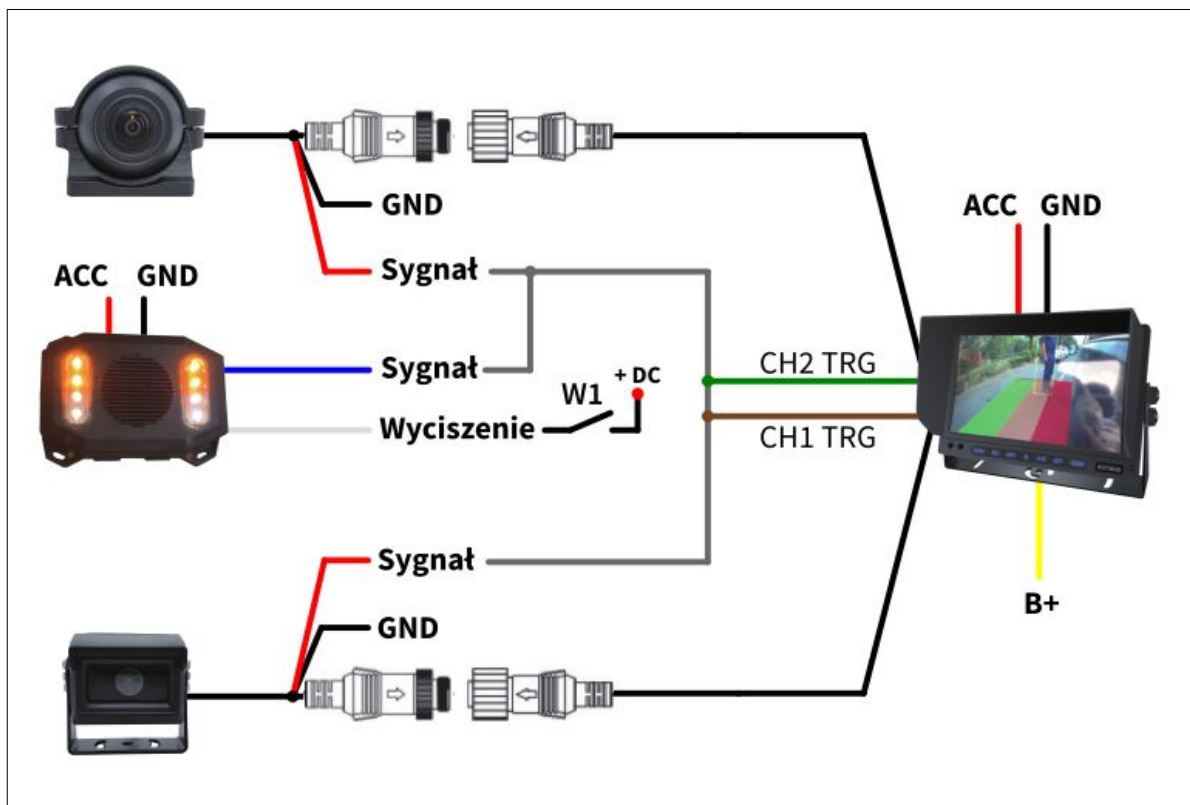 GND
ACC GND
Sygnał
ACC GND
Sygnał
CH2 TRG
+ DC
W1
Wyciszenie
CH1 TRG
Sygnał
B+
GND